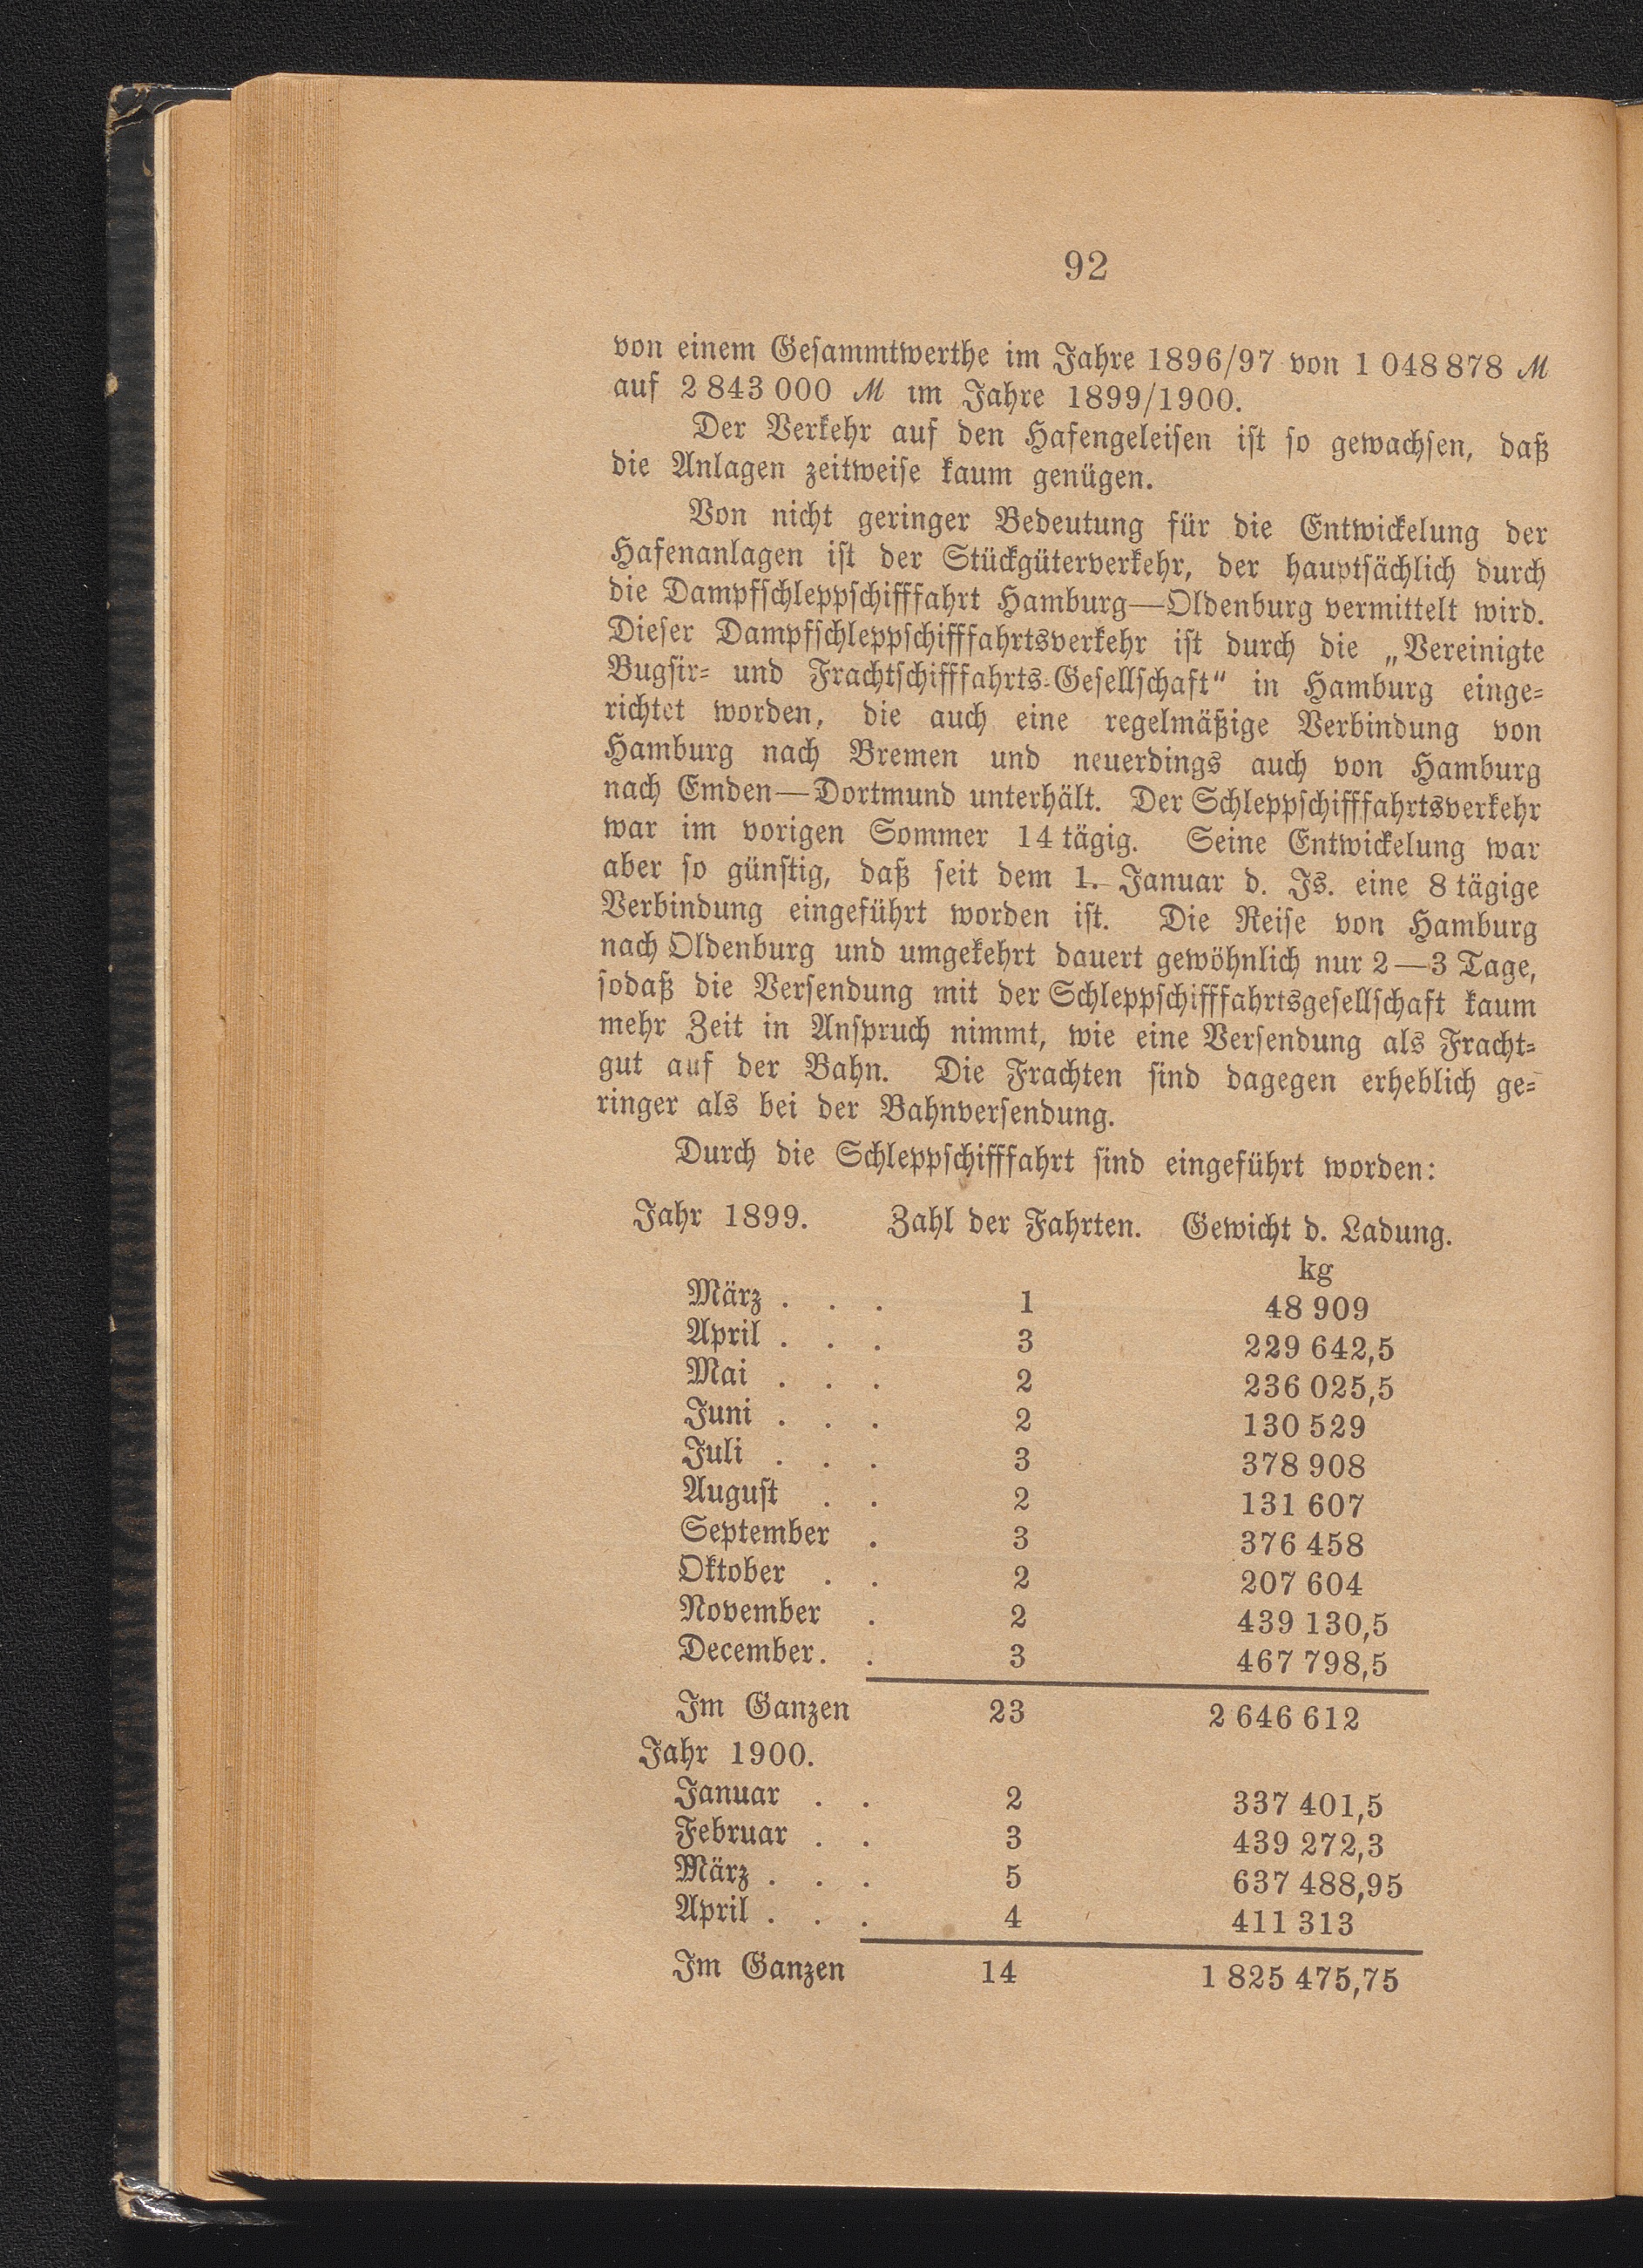 92
von einem Gesammtwerthe im Jahre 1896/97 von 1 048 878 M
auf 2 843 000 M im Jahre 1899/1900.
Der Verkehr auf den Hafengeleisen ist so gewachsen, daß
die Anlagen zeitweise kaum genügen.
Von nicht geringer Bedeutung für die Entwickelung der
Hafenanlagen ist der Stückgüterverkehr, der hauptsächlich durch
die Dampfschleppschifffahrt Hamburg—Oldenburg vermittelt wird.
Dieser Dampfschleppschifffahrtsverkehr ist durch die „Vereinigte
Bugsir- und Frachtschifffahrts-Gesellschaft“ in Hamburg einge-
richtet worden, die auch eine regelmäßige Verbindung von
Hamburg nach Bremen und neuerdings auch von Hamburg
nach Emden—Dortmund unterhält. Der Schleppschifffahrtsverkehr
war im vorigen Sommer 14 tägig. Seine Entwickelung war
aber so günstig, daß seit dem 1. Januar d. Js. eine 8 tägige
Verbindung eingeführt worden ist. Die Reise von Hamburg
nach Oldenburg und umgekehrt dauert gewöhnlich nur 2—3 Tage,
sodaß die Versendung mit der Schleppschifffahrtsgesellschaft kaum
mehr Zeit in Anspruch nimmt, wie eine Versendung als Fracht-
gut auf der Bahn. Die Frachten sind dagegen erheblich ge-
ringer als bei der Bahnversendung.
Durch die Schleppschifffahrt sind eingeführt worden:
Jahr 1899. Zahl der Fahrten. Gewicht d. Ladung.
kg
März . . . 1 48 909
April . . . 3 229 642,5
Mai . . . 2 236 025,5
Juni . . . 2 130 529
Juli . . . 3 378 908
August . . 2 131 607
September . 3 376 458
Oktober . . 2 207 604
November . 2 439 130,5
December. . 3 467 798,5
Im Ganzen 23 2 646 612
Jahr 1900.
Januar . . 2 337 401,5
Februar . . 3 439 272,3
März . . . 5 637 488,95
April . . . 4 411 313
Im Ganzen 14 1 825 475,75